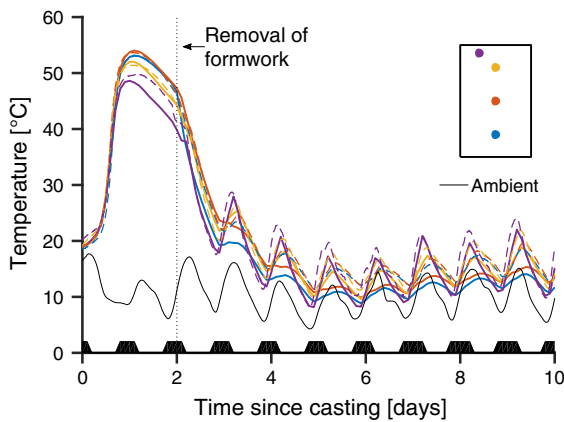 60
50
40
30
20
10
0
Temperature [°C]
Removal of
formwork
Ambient
0
2
4
6
8
10
Time since casting [days]